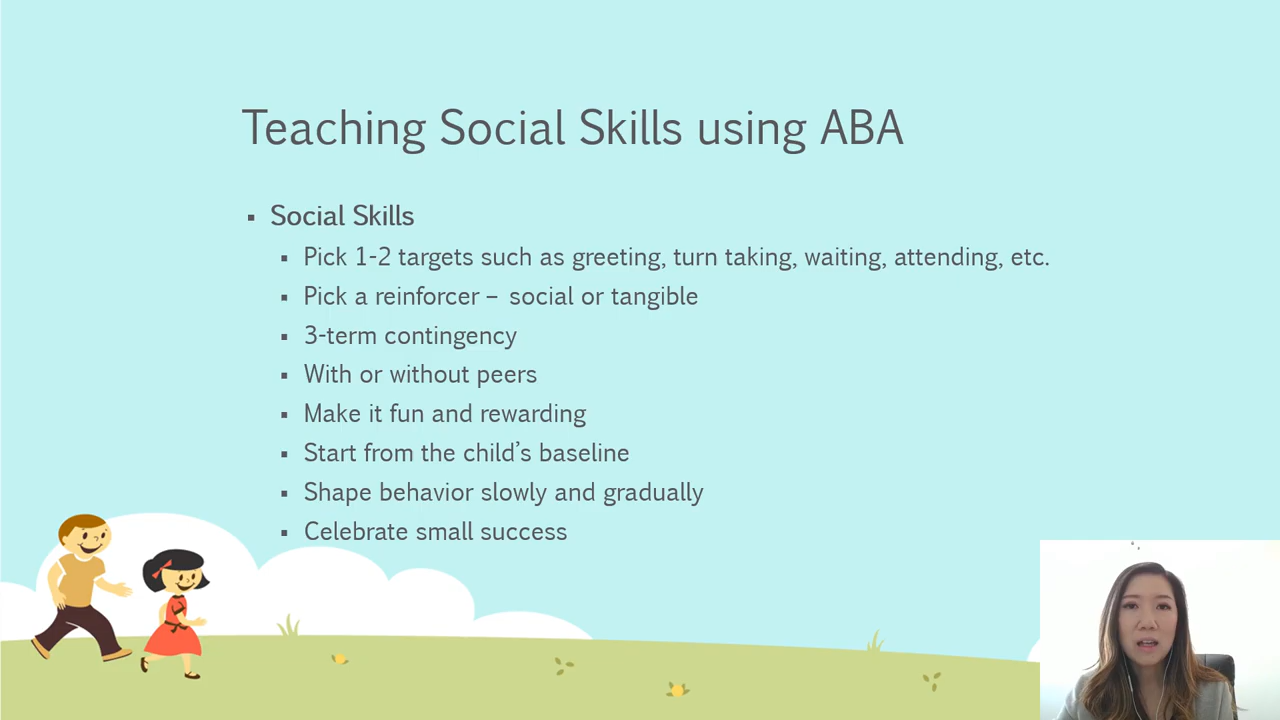 Teaching Social Skills using ABA
▪ Social Skills
▪ Pick 1-2 targets such as greeting, turn taking, waiting, attending, etc.
▪ Pick a reinforcer – social or tangible
▪ 3-term contingency
▪ With or without peers
▪ Make it fun and rewarding
▪ Start from the child’s baseline
▪ Shape behavior slowly and gradually
▪ Celebrate small success